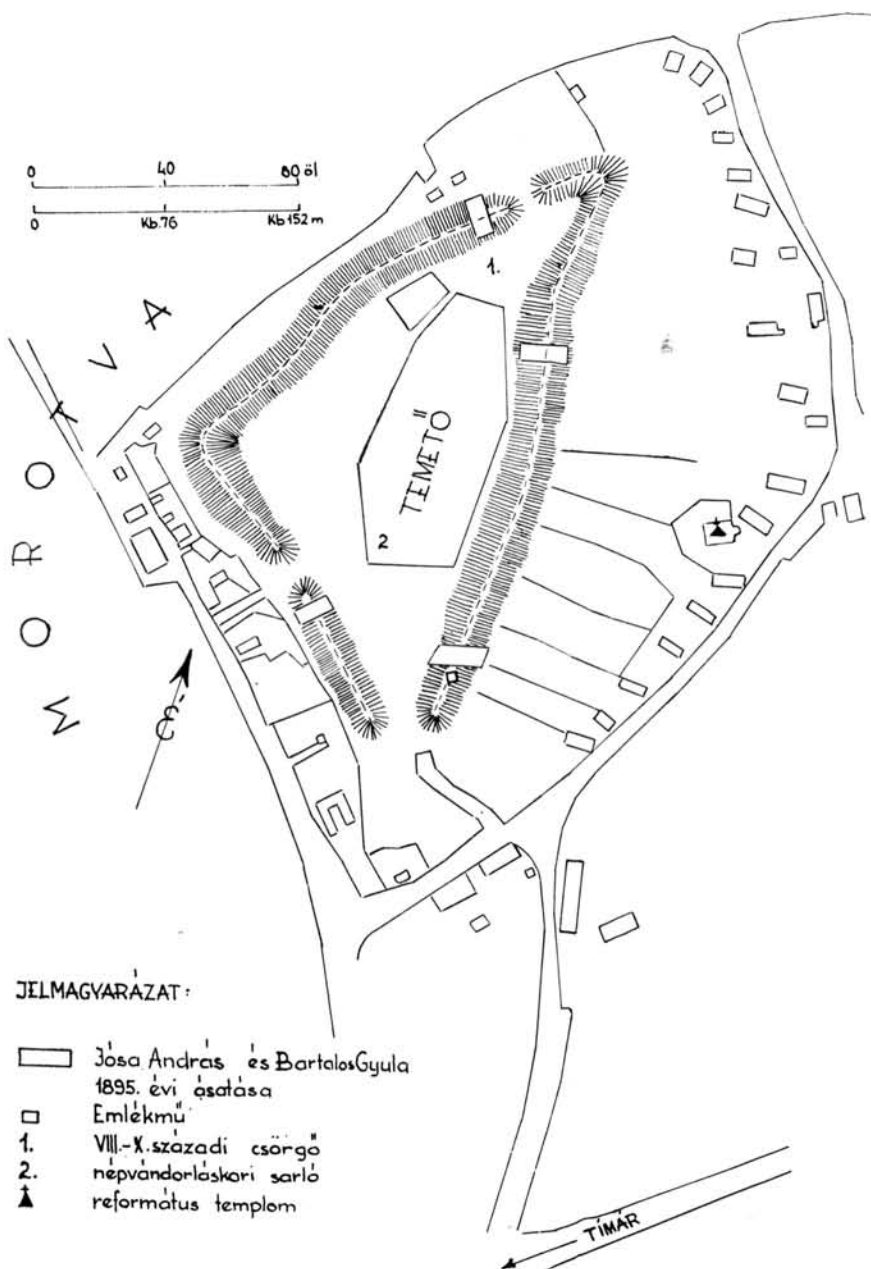 0 40 80 öl
0 Kb.76 Kb 152 m
MOROTVA
1.
TEMETŐ
2
É
JELMAGYARÁZAT:
Jósa András és Bartalos Gyula
1895. évi ásatása
Emlékmű
1. VIII.-X. századi csörgő
2. népvándorláskori sarló
református templom
TÍMÁR